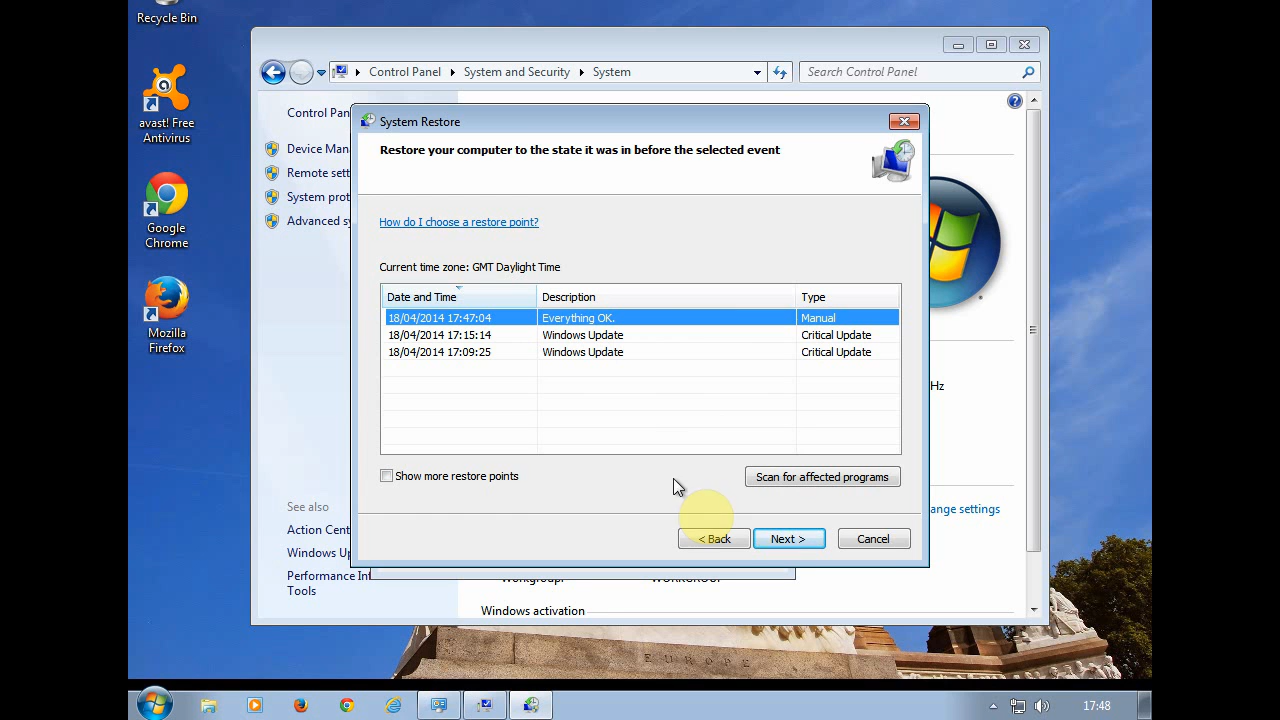 Recycle Bin
avast! Free
Antivirus
Google
Chrome
Mozilla
Firefox
Control Panel
System and Security
System
Search Control Panel
Control Pan
Device Man
Remote sett
System prot
Advanced sy
See also
Action Cent
Windows Up
Performance Inf
Tools
System Restore
Restore your computer to the state it was in before the selected event
How do I choose a restore point?
Current time zone: GMT Daylight Time
Date and Time Description Type
18/04/2014 17:47:04 Everything OK. Manual
18/04/2014 17:15:14 Windows Update Critical Update
18/04/2014 17:09:25 Windows Update Critical Update
Show more restore points
Scan for affected programs
< Back Next > Cancel
Hz
ange settings
Workgroup: WORKGROUP
Windows activation
EUROPE
17:48